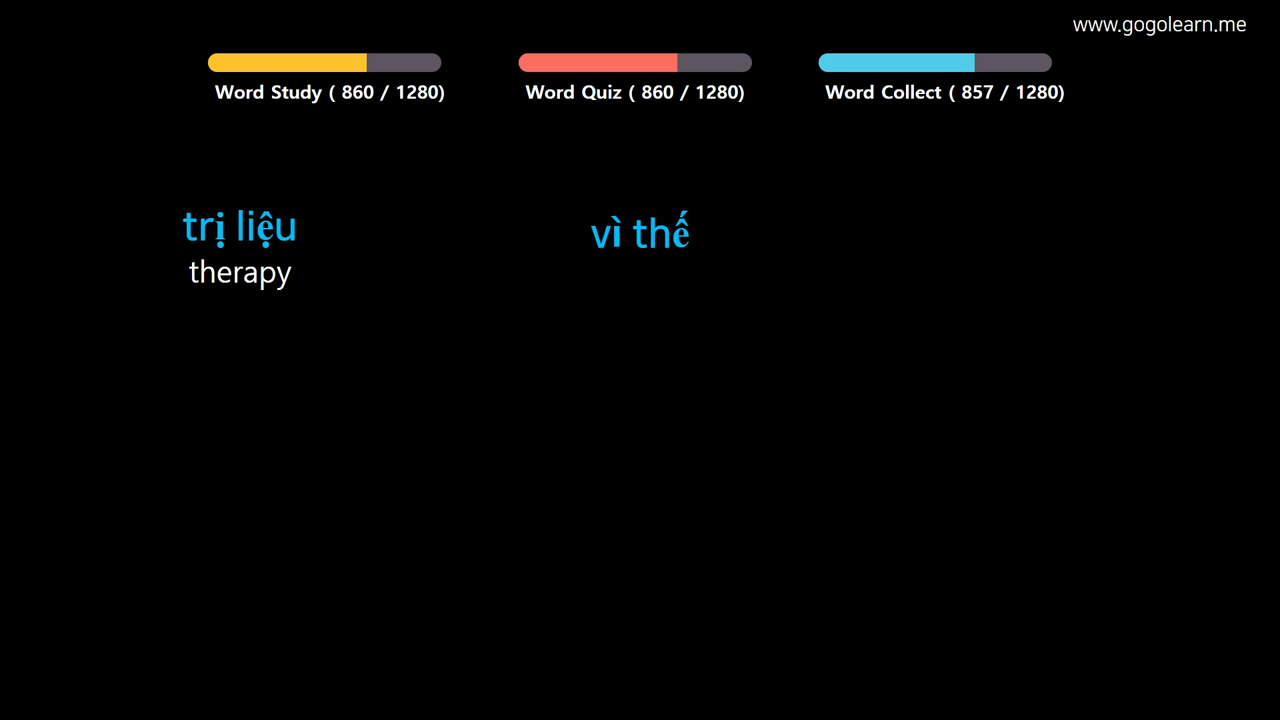 www.gogolearn.me
Word Study ( 860 / 1280)
Word Quiz ( 860 / 1280)
Word Collect ( 857 / 1280)
trị liệu
therapy
vì thế